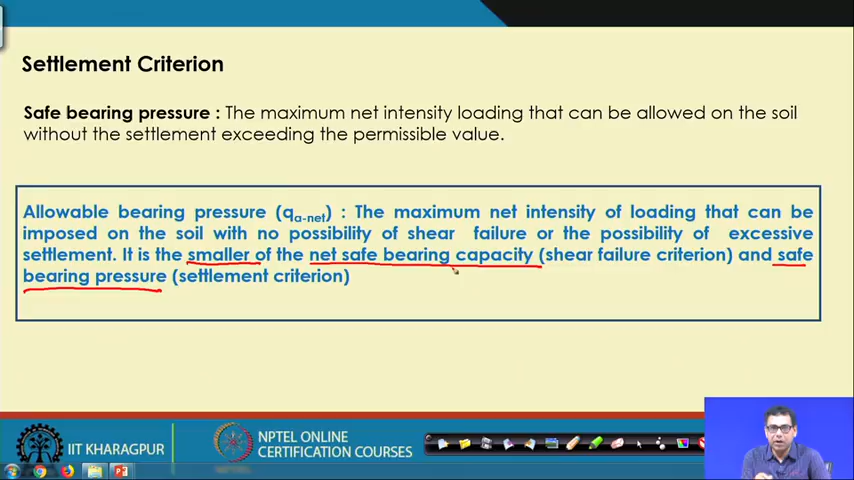 Settlement Criterion
Safe bearing pressure : The maximum net intensity loading that can be allowed on the soil
without the settlement exceeding the permissible value.
Allowable bearing pressure (qa-net) : The maximum net intensity of loading that can be
imposed on the soil with no possibility of shear failure or the possibility of excessive
settlement. It is the smaller of the net safe bearing capacity (shear failure criterion) and safe
bearing pressure (settlement criterion)
IIT KHARAGPUR
NPTEL ONLINE
CERTIFICATION COURSES